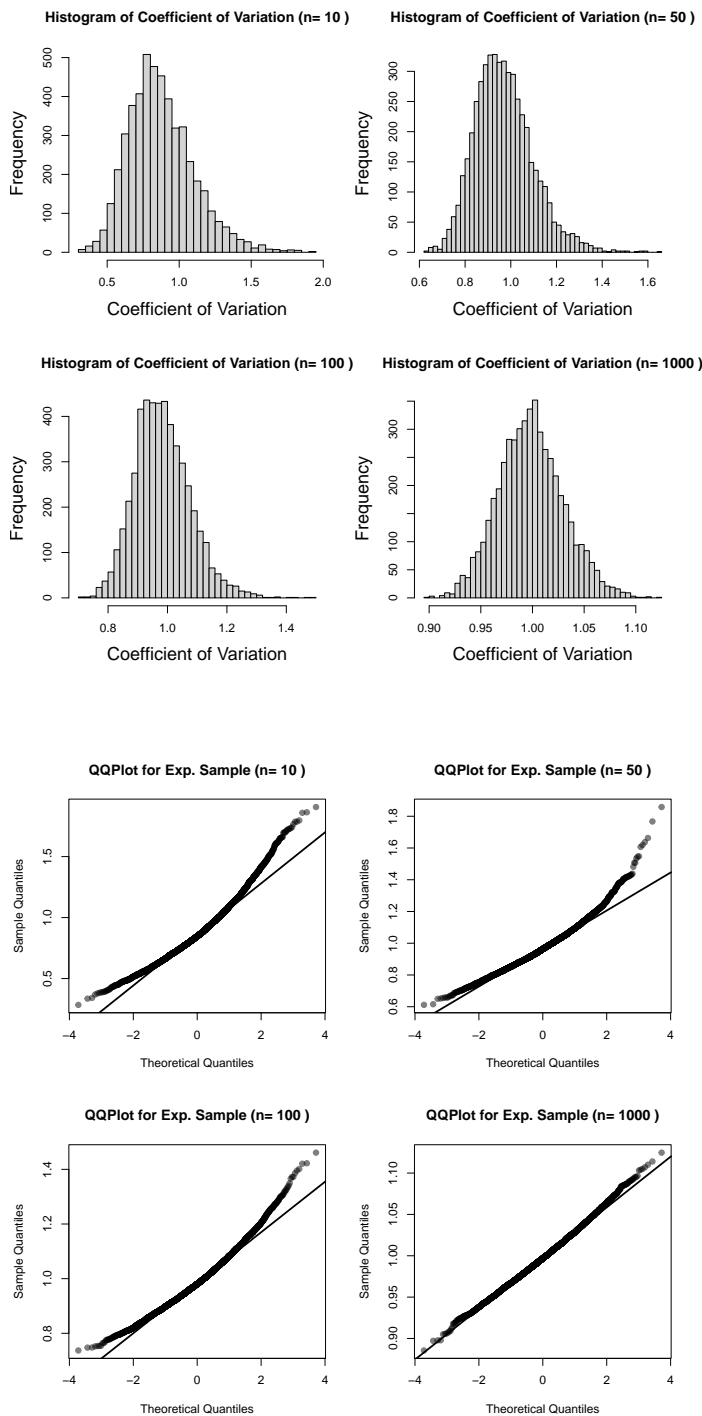 Histogram of Coefficient of Variation (n= 10 )
Frequency
0 100 200 300 400 500
0.5 1.0 1.5 2.0
Coefficient of Variation
Histogram of Coefficient of Variation (n= 50 )
Frequency
0 50 100 150 200 250 300
0.6 0.8 1.0 1.2 1.4 1.6
Coefficient of Variation
Histogram of Coefficient of Variation (n= 100 )
Frequency
0 100 200 300 400
0.8 1.0 1.2 1.4
Coefficient of Variation
Histogram of Coefficient of Variation (n= 1000 )
Frequency
0 50 100 200 300
0.90 0.95 1.00 1.05 1.10
Coefficient of Variation
QQPlot for Exp. Sample (n= 10 )
Sample Quantiles
0.5 1.0 1.5
−4 −2 0 2 4
Theoretical Quantiles
QQPlot for Exp. Sample (n= 50 )
Sample Quantiles
0.6 0.8 1.0 1.2 1.4 1.6 1.8
−4 −2 0 2 4
Theoretical Quantiles
QQPlot for Exp. Sample (n= 100 )
Sample Quantiles
0.8 1.0 1.2 1.4
−4 −2 0 2 4
Theoretical Quantiles
QQPlot for Exp. Sample (n= 1000 )
Sample Quantiles
0.90 0.95 1.00 1.05 1.10
−4 −2 0 2 4
Theoretical Quantiles